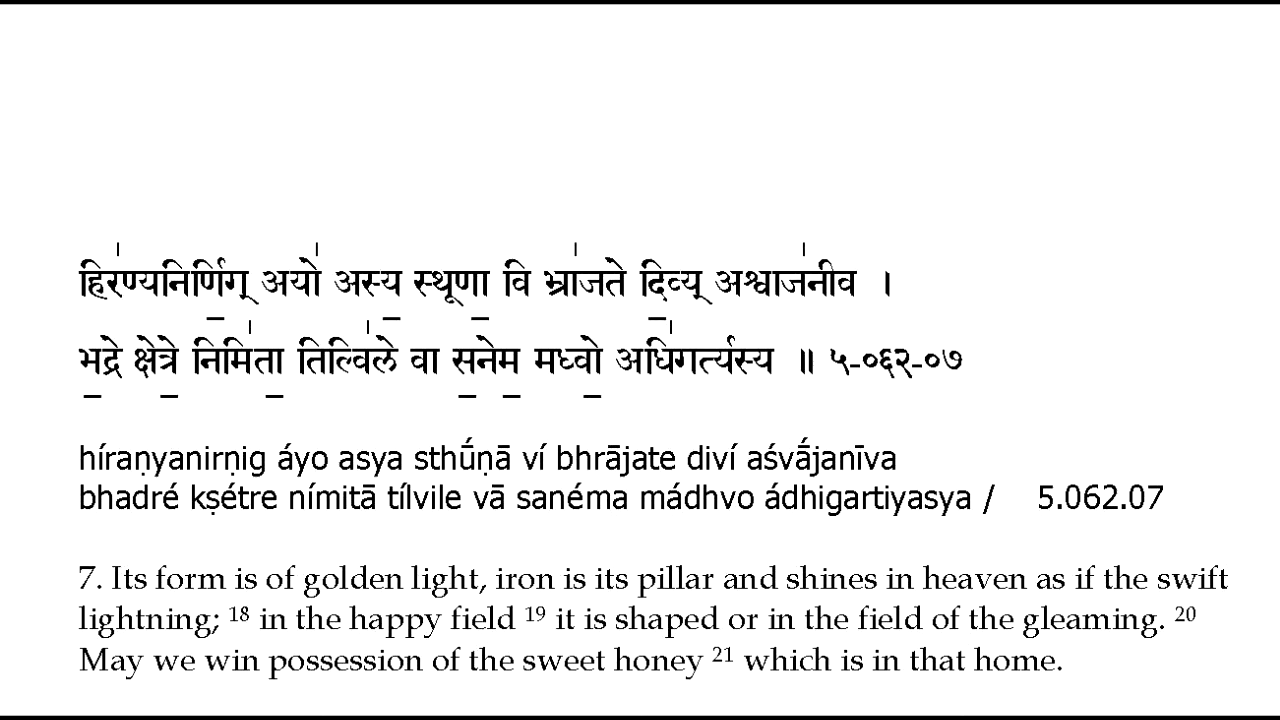 हिर॑ण्यनिर्णि॒ग् अयो॑ अस्य॒ स्थूणा॒ वि भ्रा॑जते दि॒व्य् अश्वाज॑नीव ।
भ॒द्रे क्षेत्रे॒ निमि॑ता॒ तिल्वि॑ले वा स॒नेम॒ मध्वो॒ अधि॑गर्त्यस्य ॥ ५-०६२-०७
híraṇyanirṇig áyo asya sthū́ṇā ví bhrājate diví aśvā́janīva
bhadré kṣétre nímitā tílvile vā sanéma mádhvo ádhigartiyasya / 5.062.07
7. Its form is of golden light, iron is its pillar and shines in heaven as if the swift
lightning; 18 in the happy field 19 it is shaped or in the field of the gleaming. 20
May we win possession of the sweet honey 21 which is in that home.